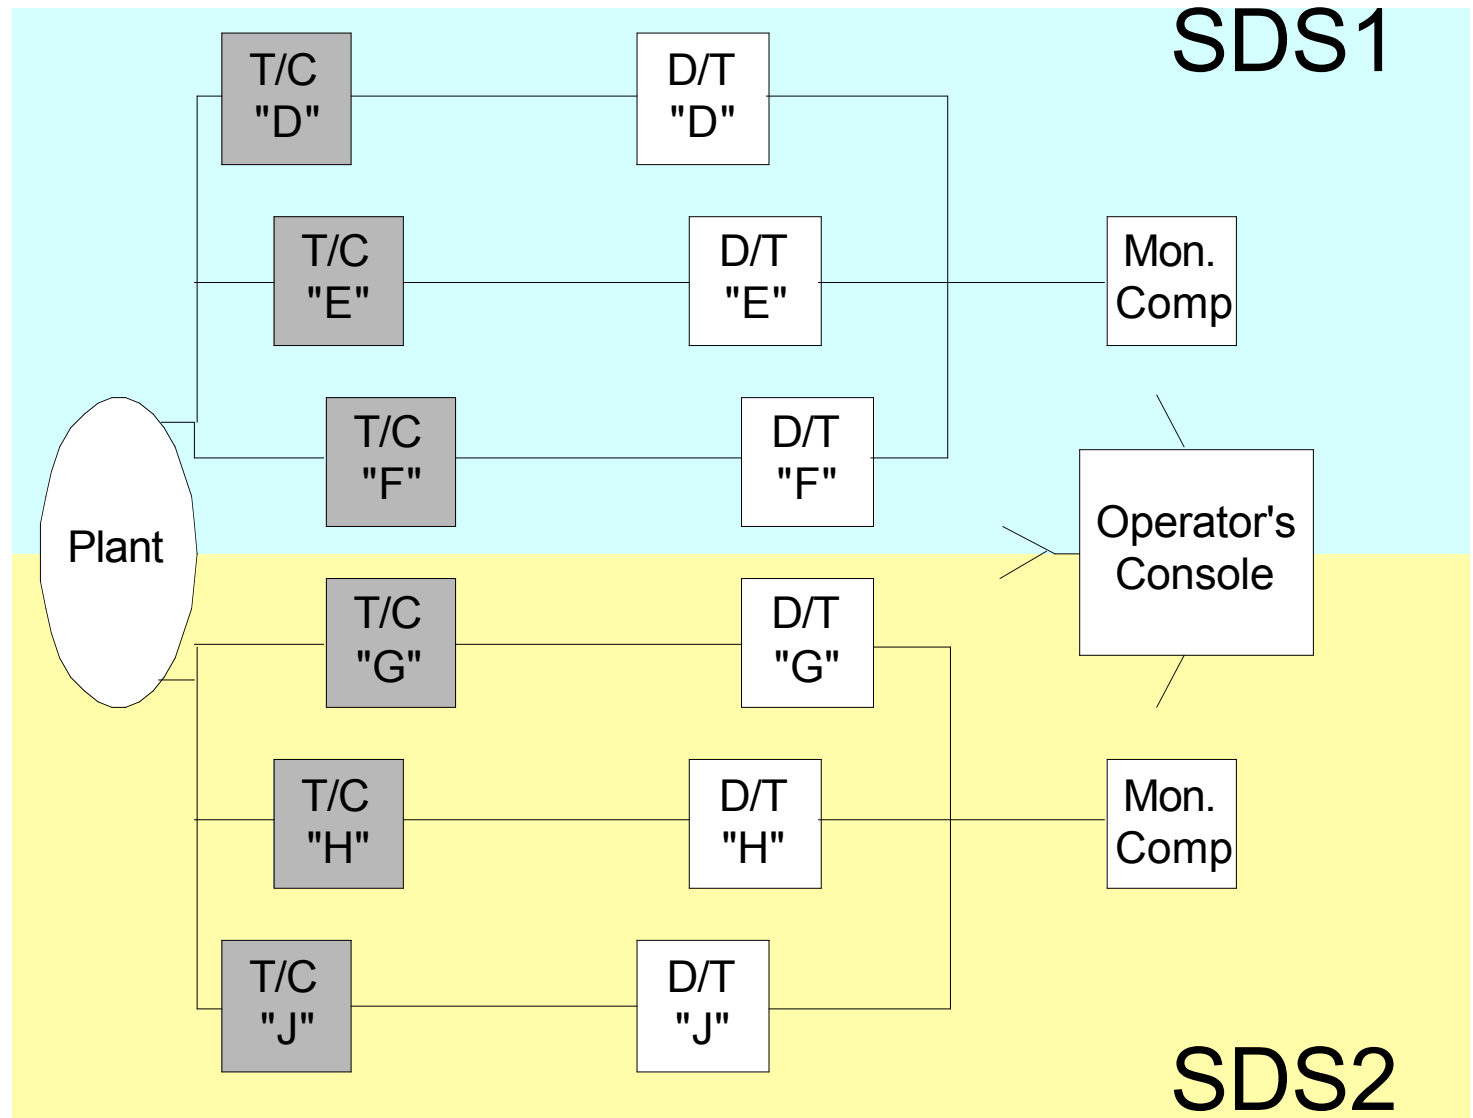 SDS1
T/C
"D"
D/T
"D"
T/C
"E"
D/T
"E"
Mon.
Comp
T/C
"F"
D/T
"F"
Plant
Operator's
Console
T/C
"G"
D/T
"G"
T/C
"H"
D/T
"H"
Mon.
Comp
T/C
"J"
D/T
"J"
SDS2